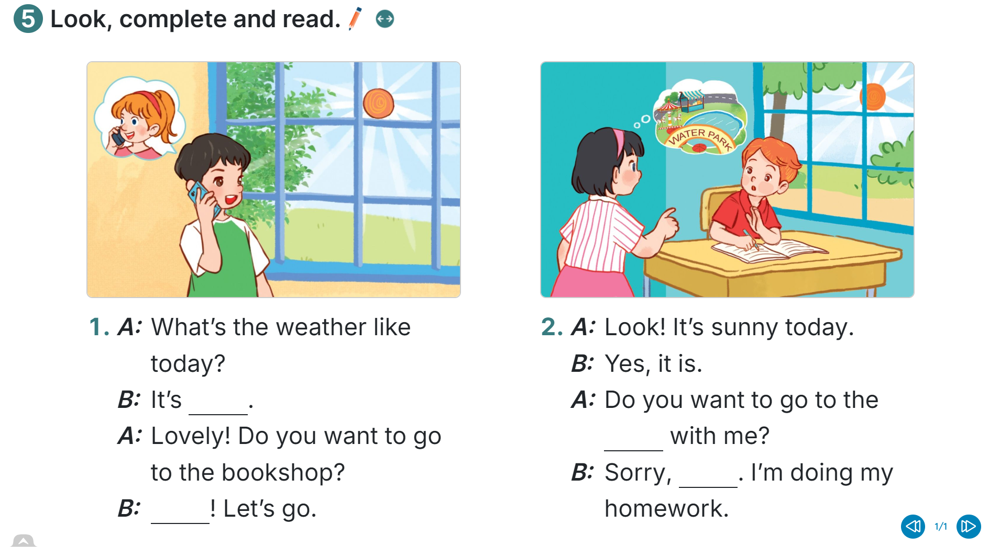 5 Look, complete and read.
WATER PARK
1. A: What's the weather like
today?
B: It's _____.
A: Lovely! Do you want to go
to the bookshop?
B: _____! Let's go.
2. A: Look! It's sunny today.
B: Yes, it is.
A: Do you want to go to the
_____ with me?
B: Sorry, _____. I'm doing my
homework.
1/1